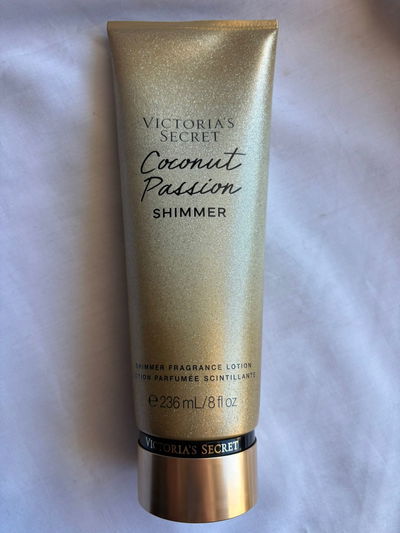 VICTORIA'S
SECRET
Coconut
Passion
SHIMMER
SHIMMER FRAGRANCE LOTION
LOTION PARFUMÉE SCINTILLANTE
℮ 236 mL/8 fl oz
VICTORIA'S SECRET